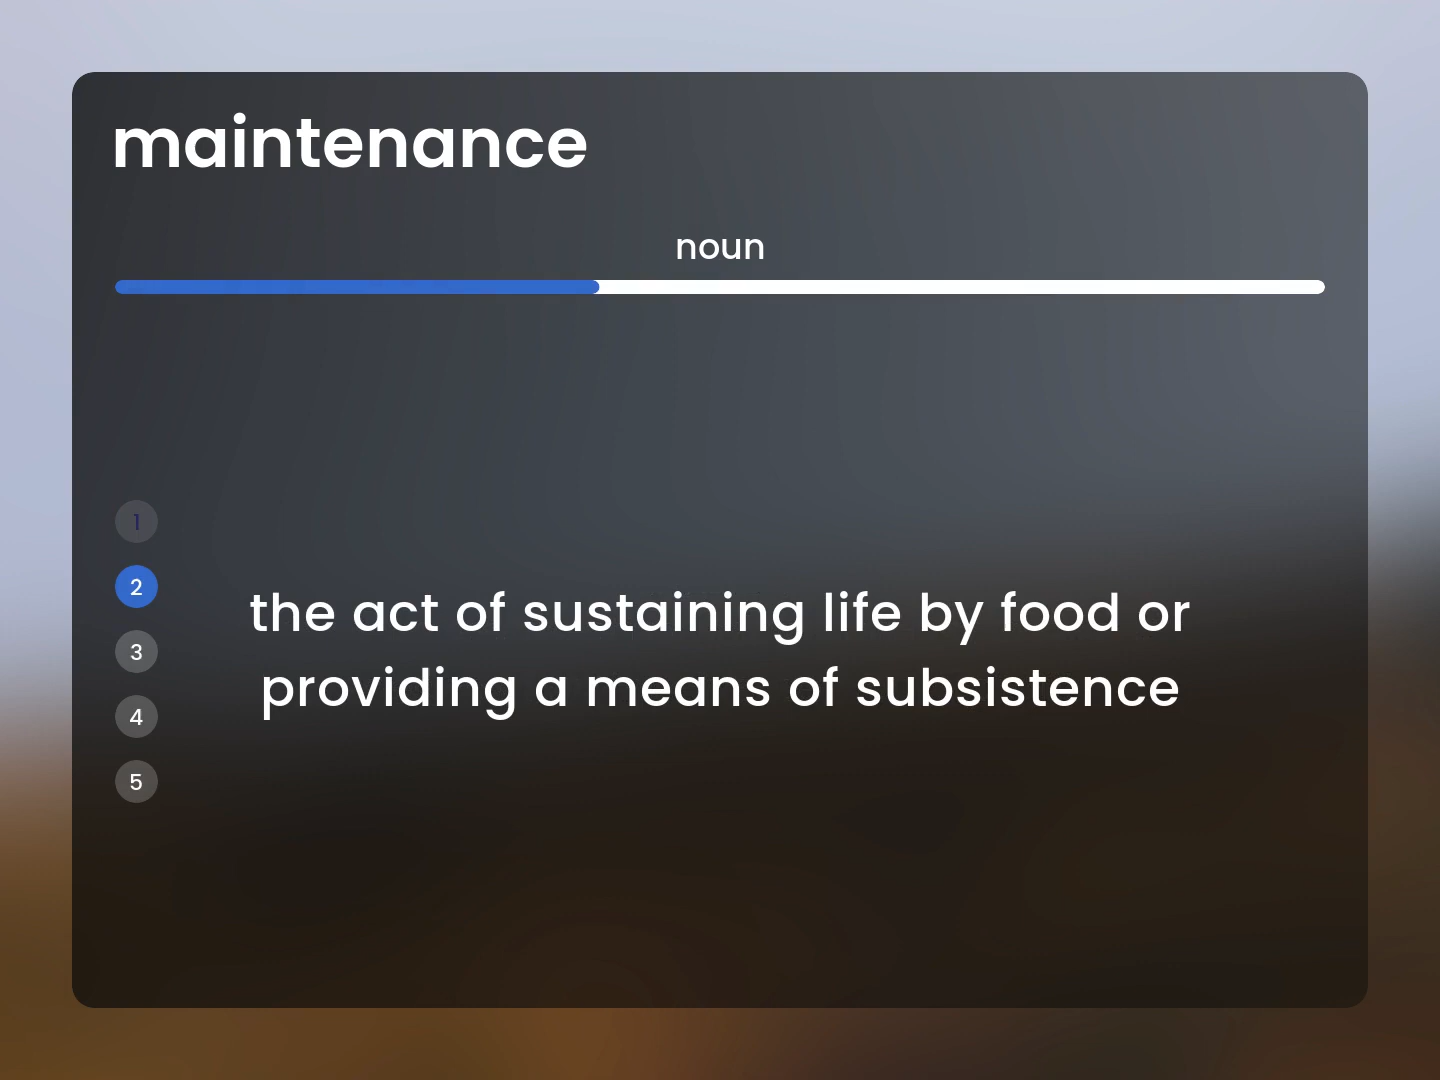 maintenance
noun
1
2
3
4
5
the act of sustaining life by food or
providing a means of subsistence